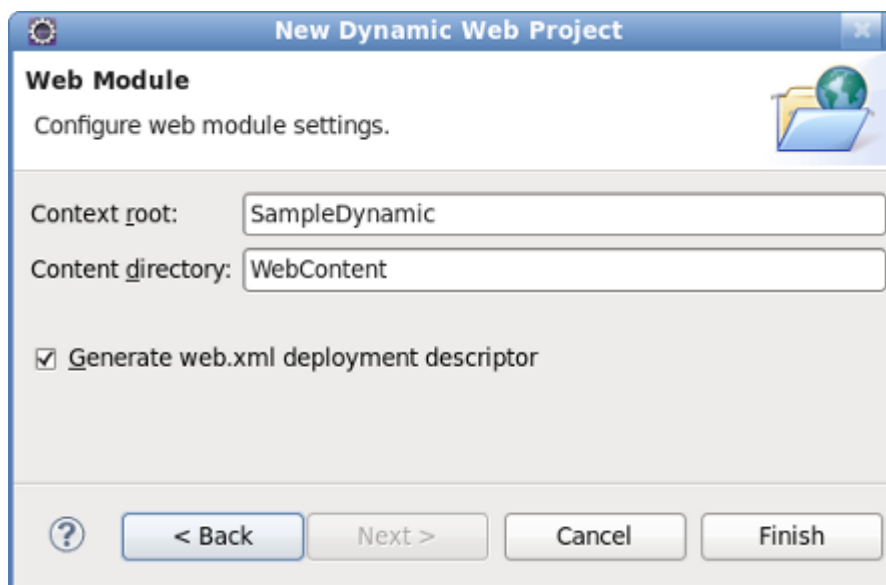 New Dynamic Web Project
Web Module
Configure web module settings.
Context root: SampleDynamic
Content directory: WebContent
Generate web.xml deployment descriptor
? < Back Next > Cancel Finish